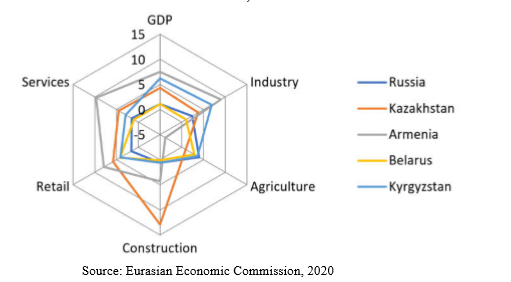 GDP
15
10
5
0
-5
Services
Industry
Retail
Agriculture
Construction
Russia
Kazakhstan
Armenia
Belarus
Kyrgyzstan
Source: Eurasian Economic Commission, 2020